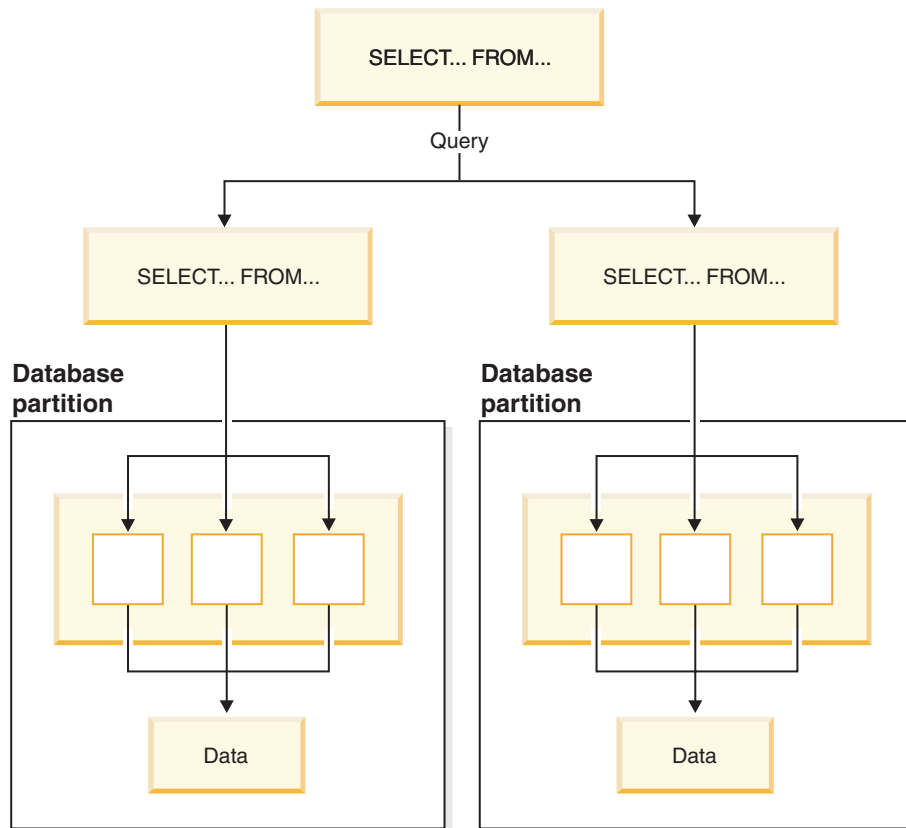 SELECT... FROM...
Query
SELECT... FROM...
SELECT... FROM...
Database
partition
Database
partition
Data
Data